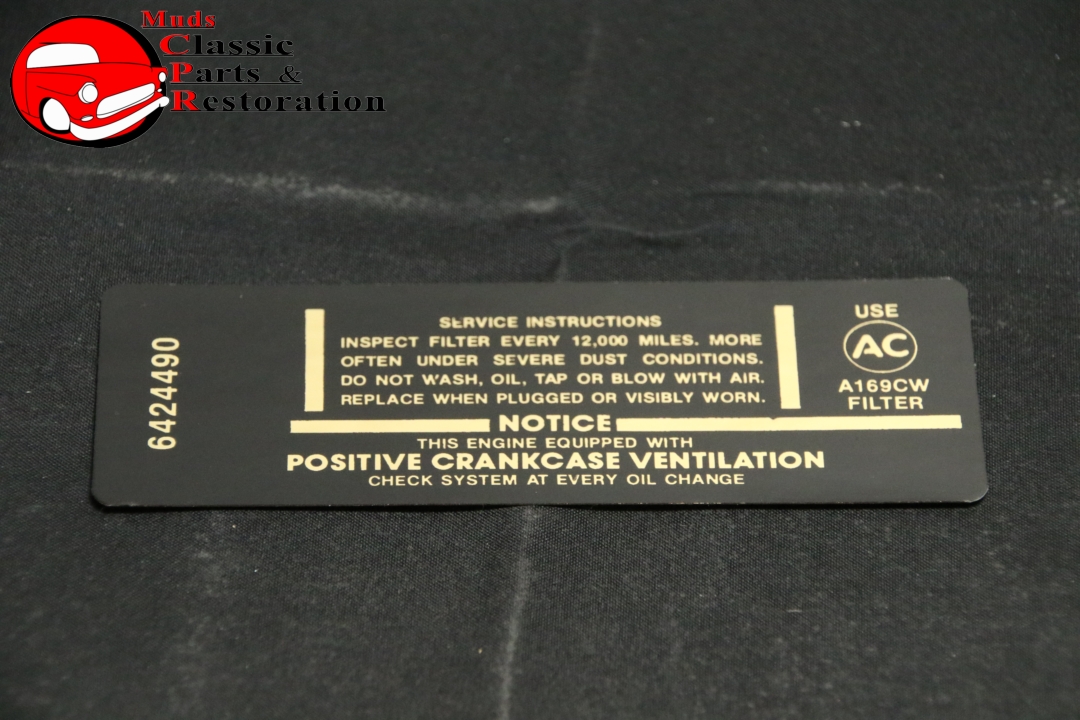 Muds
Classic
Parts &
Restoration
6424490
SERVICE INSTRUCTIONS
INSPECT FILTER EVERY 12,000 MILES. MORE
OFTEN UNDER SEVERE DUST CONDITIONS.
DO NOT WASH, OIL, TAP OR BLOW WITH AIR.
REPLACE WHEN PLUGGED OR VISIBLY WORN.
USE
AC
A169CW
FILTER
NOTICE
THIS ENGINE EQUIPPED WITH
POSITIVE CRANKCASE VENTILATION
CHECK SYSTEM AT EVERY OIL CHANGE